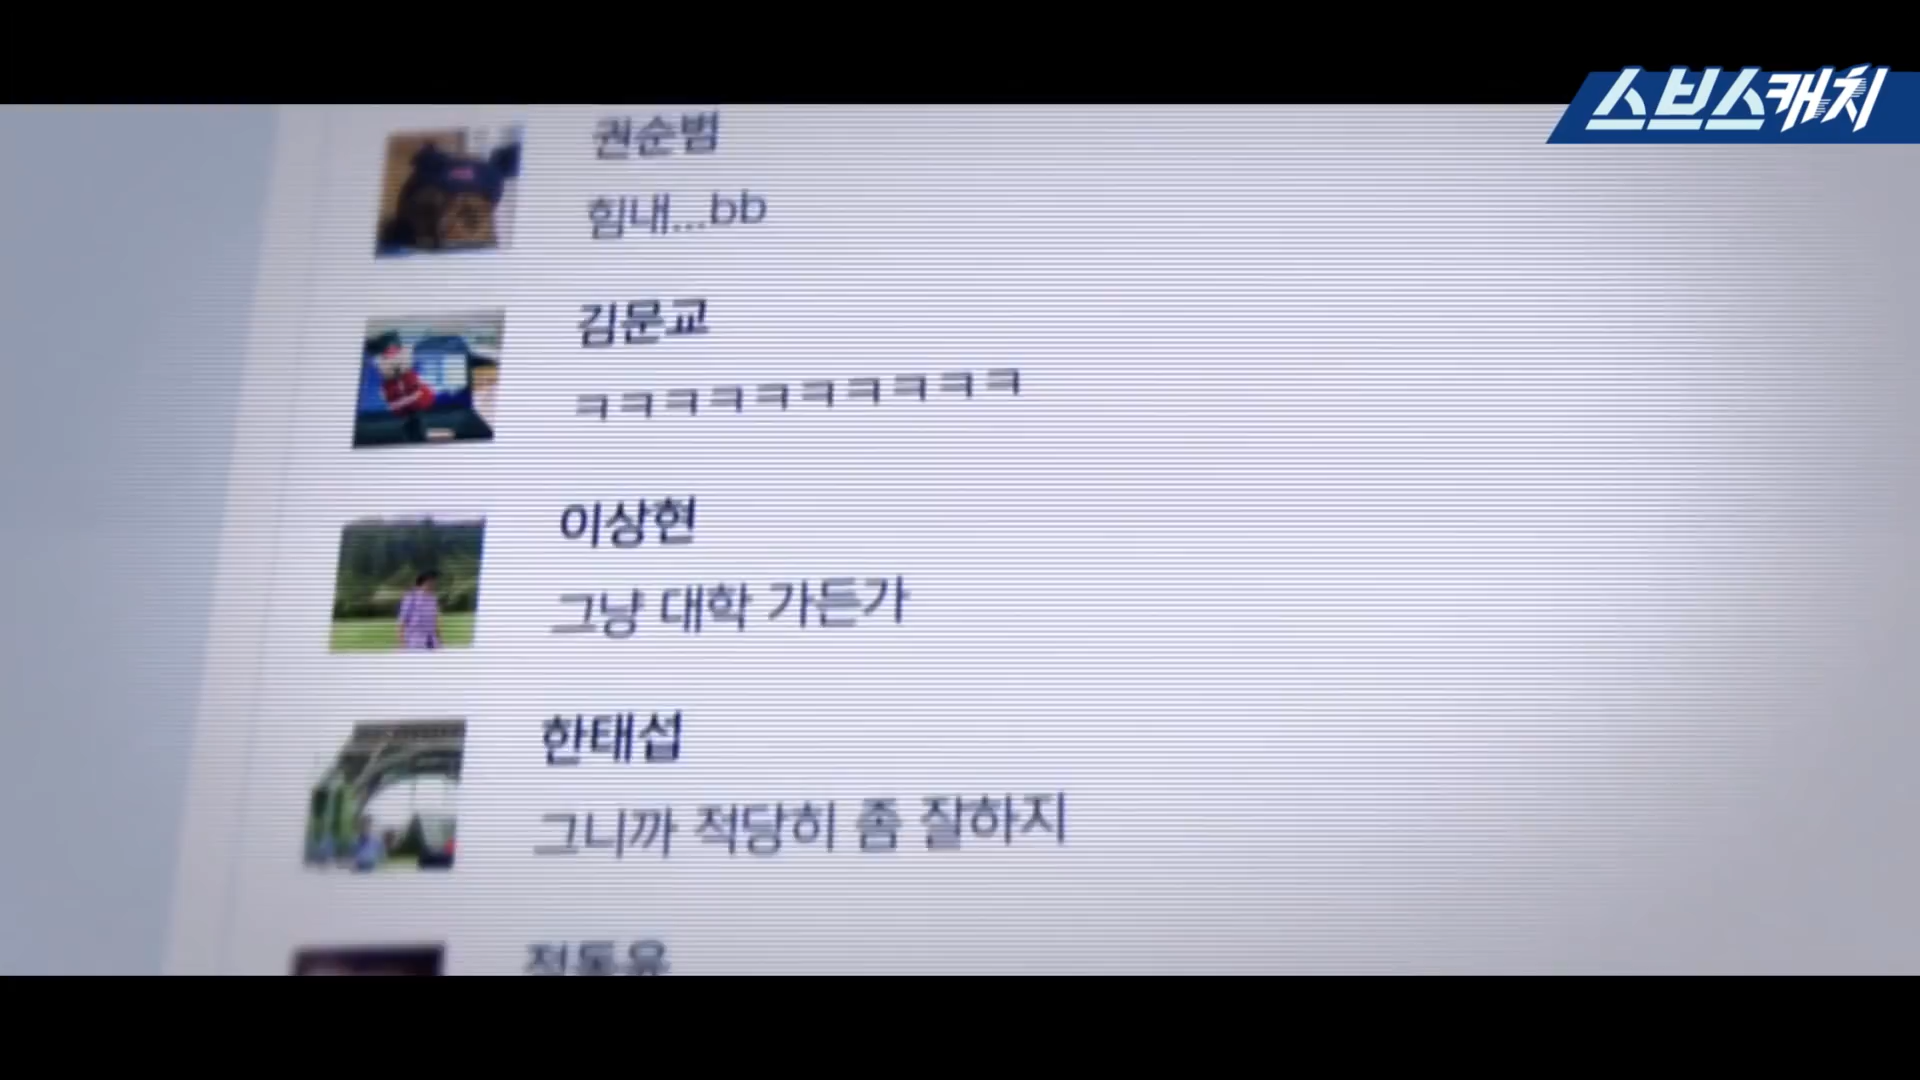 스브스캐치
권순범
힘내...bb
김문교
ㅋㅋㅋㅋㅋㅋㅋㅋㅋㅋ
이상현
그냥 대학 가든가
한태섭
그니까 적당히 좀 잘하지